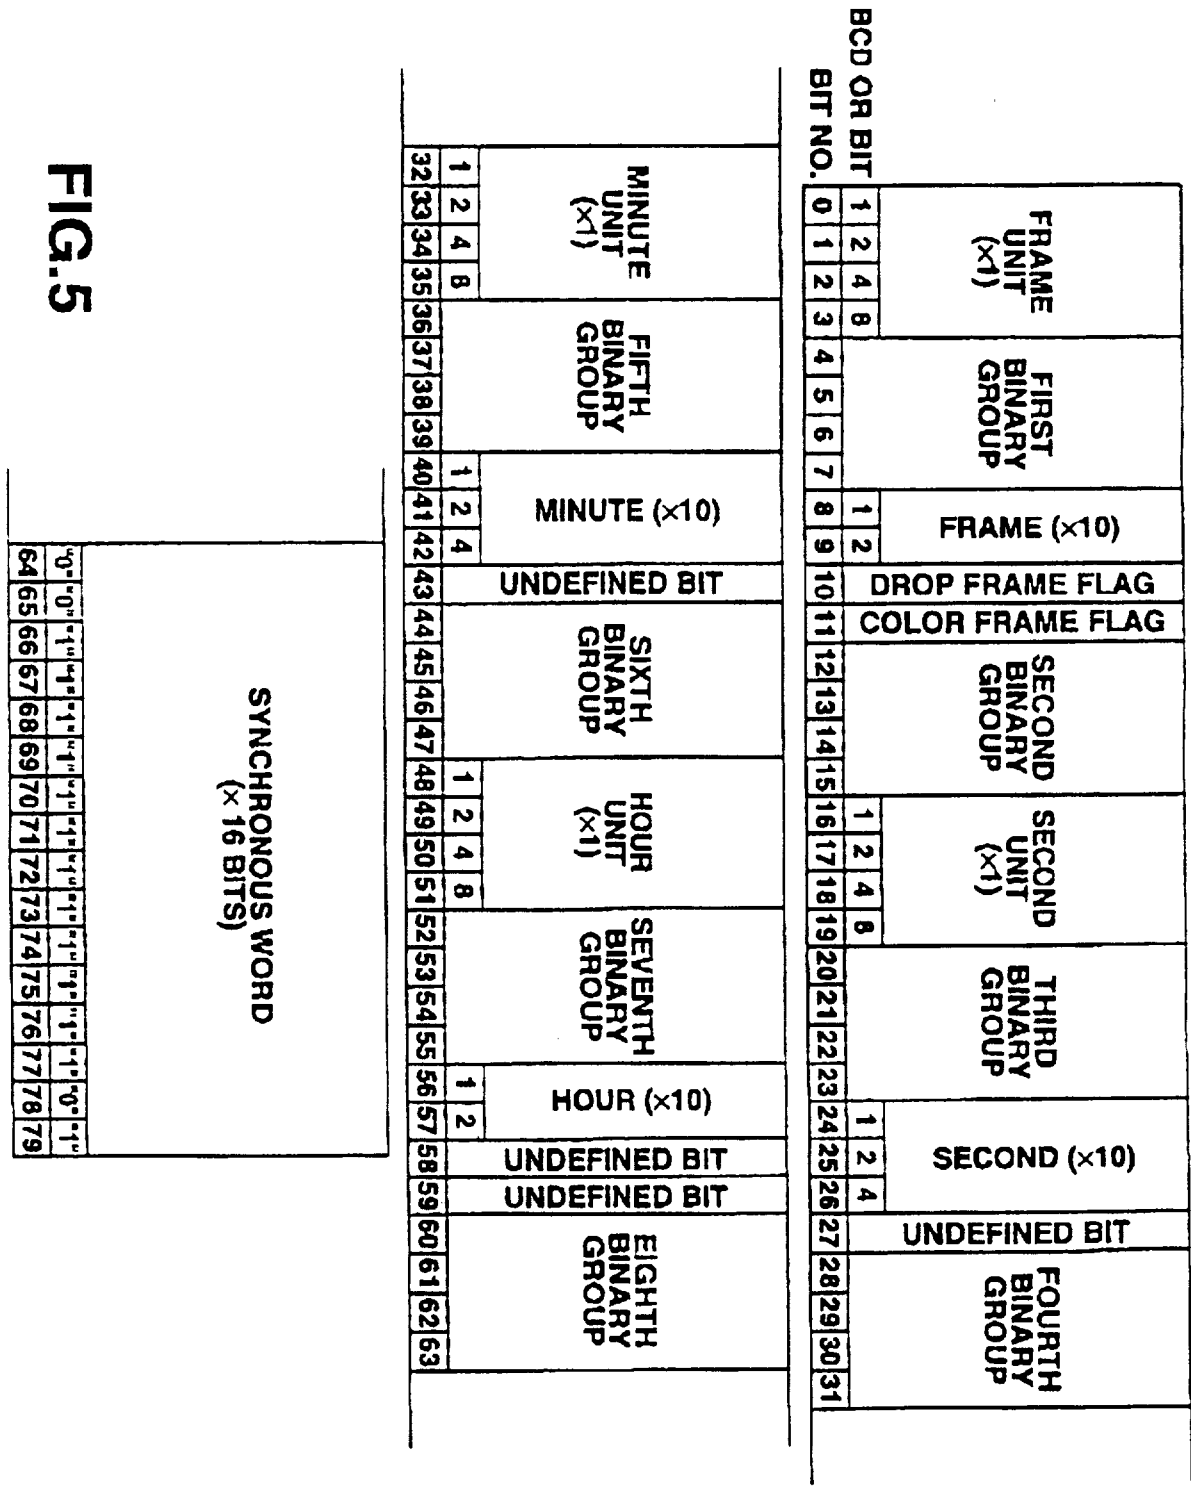 BCD OR BIT
BIT NO.
FRAME
UNIT
(×1)
FIRST
BINARY
GROUP
FRAME (×10)
DROP FRAME FLAG
COLOR FRAME FLAG
SECOND
BINARY
GROUP
SECOND
UNIT
(×1)
THIRD
BINARY
GROUP
SECOND (×10)
UNDEFINED BIT
FOURTH
BINARY
GROUP
1 2 4 8 1 2 1 2 4 8 1 2 4
0 1 2 3 4 5 6 7 8 9 10 11 12 13 14 15 16 17 18 19 20 21 22 23 24 25 26 27 28 29 30 31
MINUTE
UNIT
(×1)
FIFTH
BINARY
GROUP
MINUTE (×10)
UNDEFINED BIT
SIXTH
BINARY
GROUP
HOUR
UNIT
(×1)
SEVENTH
BINARY
GROUP
HOUR (×10)
UNDEFINED BIT
UNDEFINED BIT
EIGHTH
BINARY
GROUP
1 2 4 8 1 2 4 1 2 4 8 1 2
32 33 34 35 36 37 38 39 40 41 42 43 44 45 46 47 48 49 50 51 52 53 54 55 56 57 58 59 60 61 62 63
SYNCHRONOUS WORD
(× 16 BITS)
"0" "0" "1" "1" "1" "1" "1" "1" "1" "1" "1" "1" "1" "1" "0" "1"
64 65 66 67 68 69 70 71 72 73 74 75 76 77 78 79
FIG.5